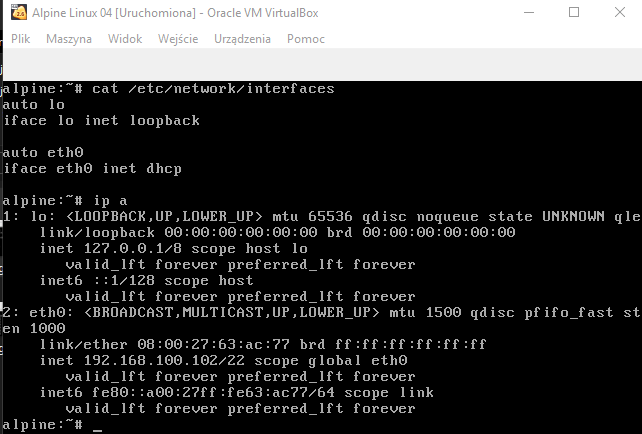 Alpine Linux 04 [Uruchomiona] - Oracle VM VirtualBox
Plik Maszyna Widok Wejście Urządzenia Pomoc
alpine:~# cat /etc/network/interfaces
auto lo
iface lo inet loopback
auto eth0
iface eth0 inet dhcp
alpine:~# ip a
1: lo: <LOOPBACK,UP,LOWER_UP> mtu 65536 qdisc noqueue state UNKNOWN qle
link/loopback 00:00:00:00:00:00 brd 00:00:00:00:00:00
inet 127.0.0.1/8 scope host lo
valid_lft forever preferred_lft forever
inet6 ::1/128 scope host
valid_lft forever preferred_lft forever
2: eth0: <BROADCAST,MULTICAST,UP,LOWER_UP> mtu 1500 qdisc pfifo_fast st
en 1000
link/ether 08:00:27:63:ac:77 brd ff:ff:ff:ff:ff:ff
inet 192.168.100.102/22 scope global eth0
valid_lft forever preferred_lft forever
inet6 fe80::a00:27ff:fe63:ac77/64 scope link
valid_lft forever preferred_lft forever
alpine:~# _